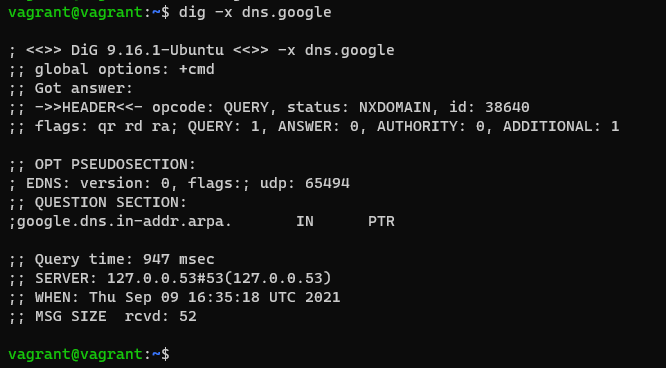 vagrant@vagrant:~$ dig -x dns.google
; <<>> DiG 9.16.1-Ubuntu <<>> -x dns.google
;; global options: +cmd
;; Got answer:
;; ->>HEADER<<- opcode: QUERY, status: NXDOMAIN, id: 38640
;; flags: qr rd ra; QUERY: 1, ANSWER: 0, AUTHORITY: 0, ADDITIONAL: 1
;; OPT PSEUDOSECTION:
; EDNS: version: 0, flags:; udp: 65494
;; QUESTION SECTION:
;google.dns.in-addr.arpa. IN PTR
;; Query time: 947 msec
;; SERVER: 127.0.0.53#53(127.0.0.53)
;; WHEN: Thu Sep 09 16:35:18 UTC 2021
;; MSG SIZE rcvd: 52
vagrant@vagrant:~$